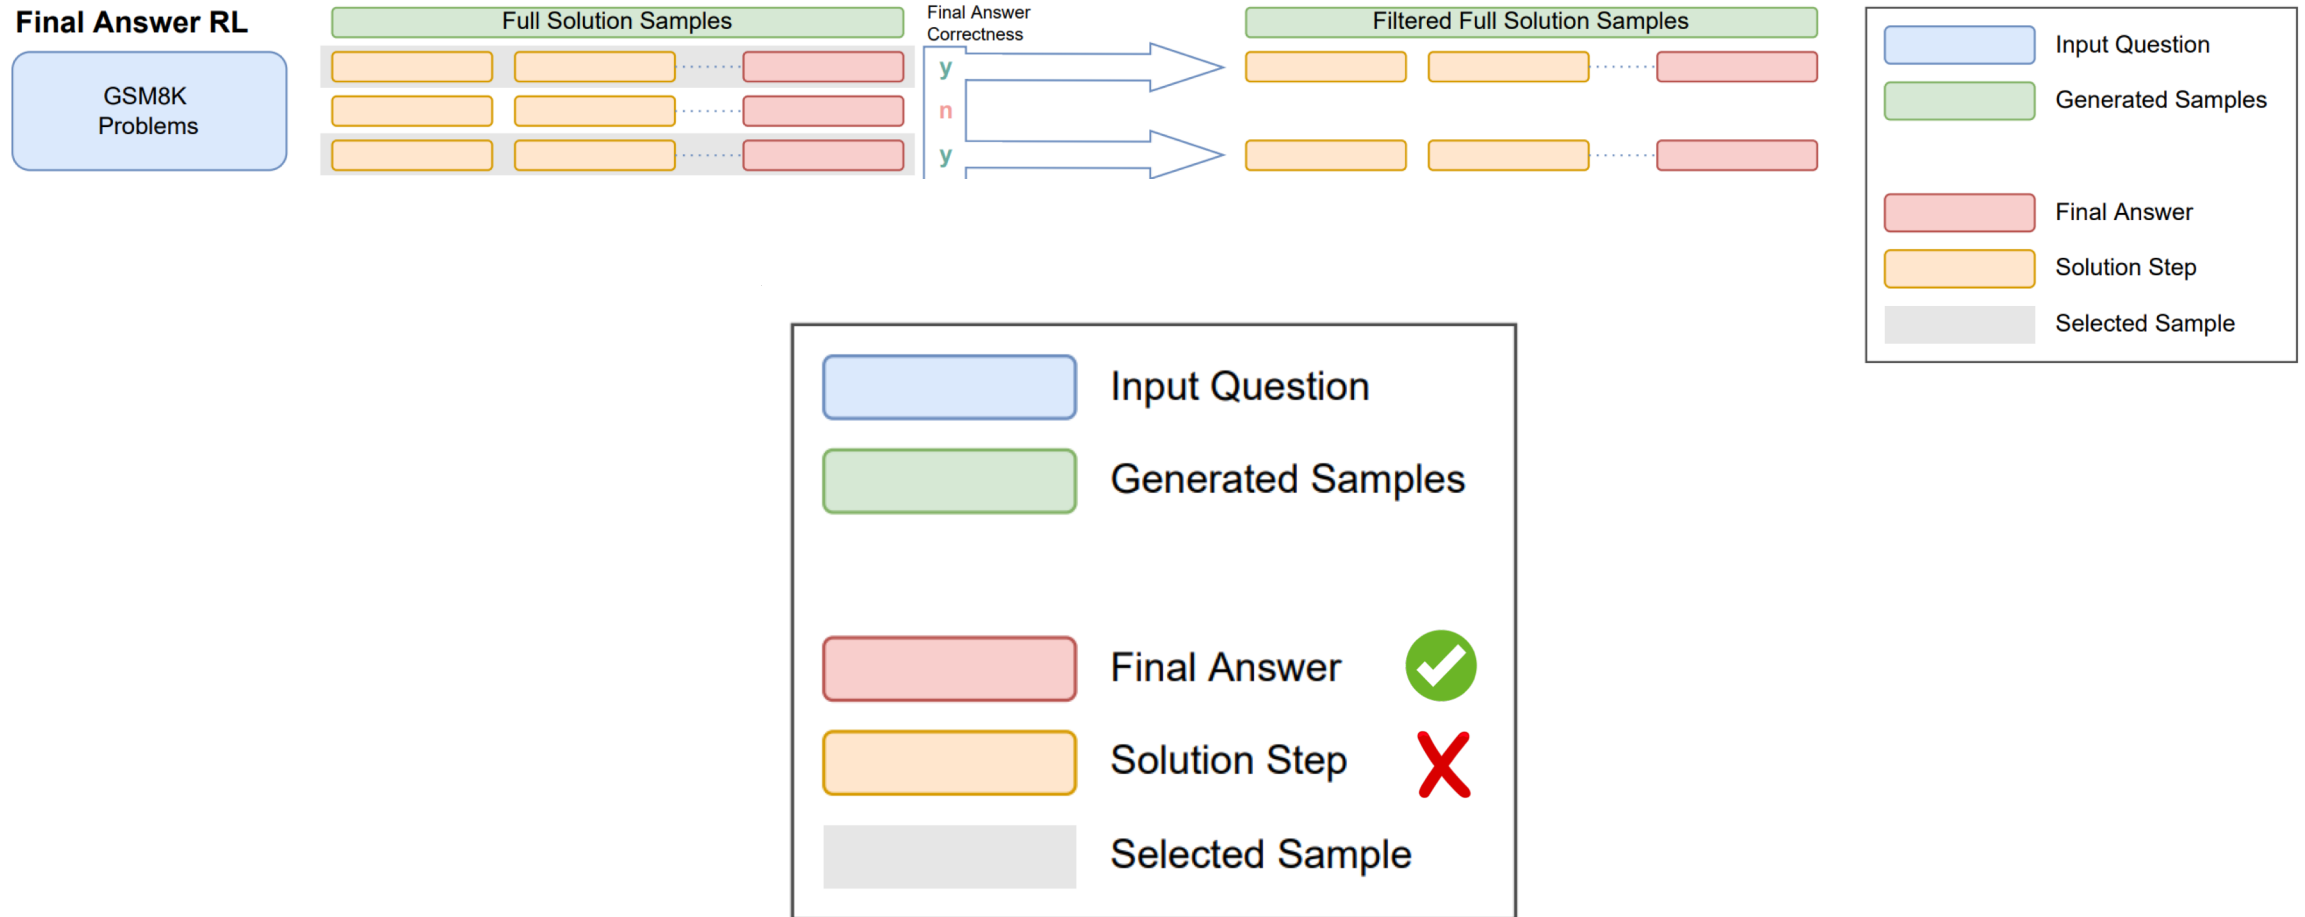 Final Answer RL
GSM8K
Problems
Full Solution Samples
Final Answer
Correctness
y
n
y
Filtered Full Solution Samples
Input Question
Generated Samples
Final Answer
Solution Step
Selected Sample
Input Question
Generated Samples
Final Answer
Solution Step
Selected Sample